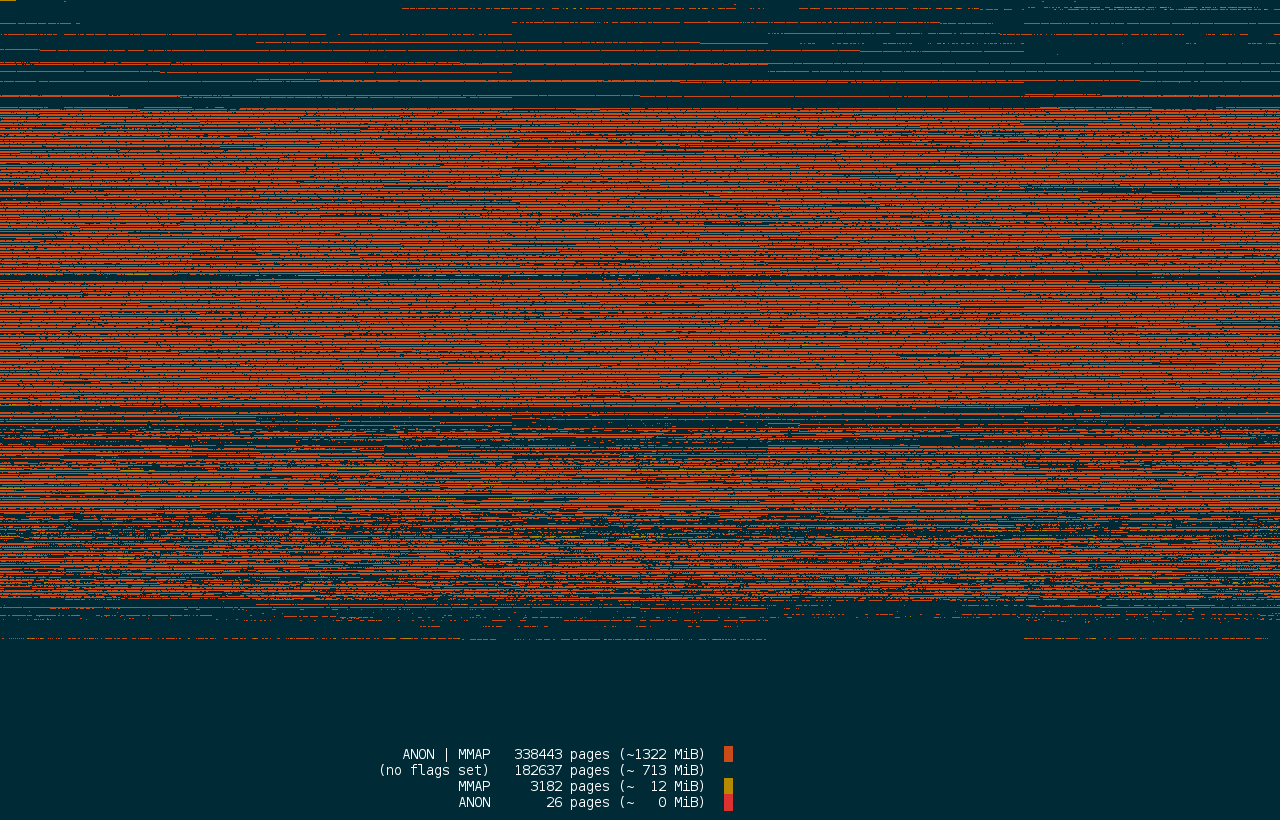 ANON | MMAP 338443 pages (~1322 MiB)
(no flags set) 182637 pages (~ 713 MiB)
MMAP 3182 pages (~ 12 MiB)
ANON 26 pages (~ 0 MiB)